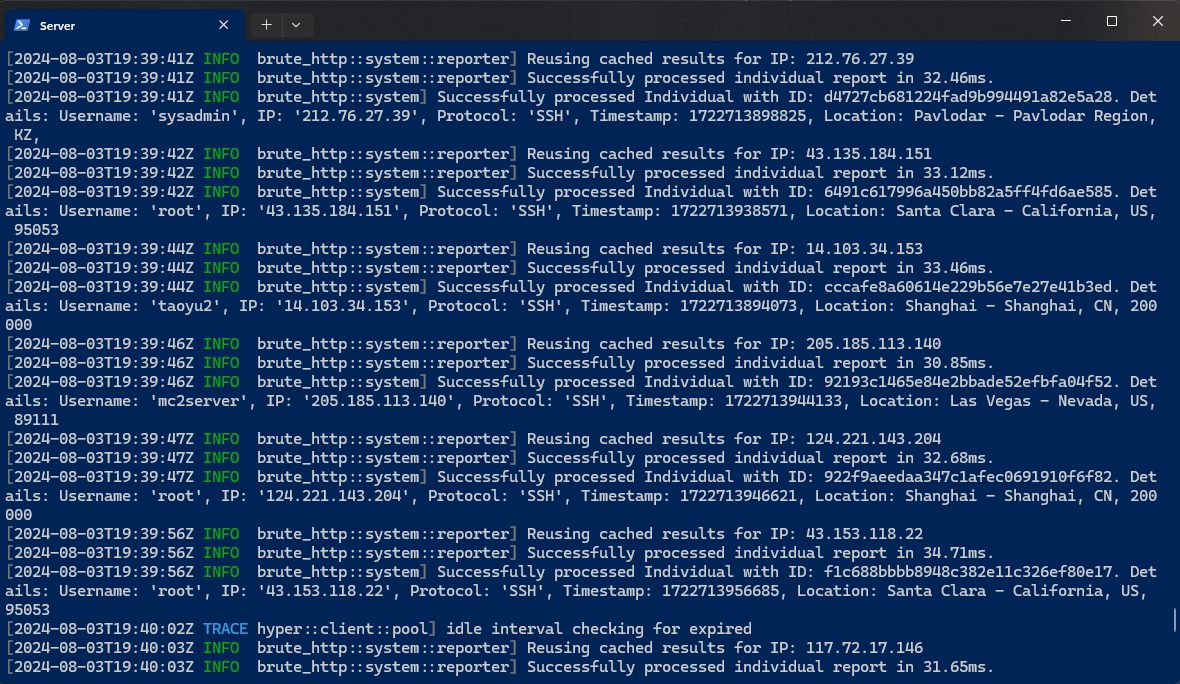 Server
[2024-08-03T19:39:41Z INFO  brute_http::system::reporter] Reusing cached results for IP: 212.76.27.39
[2024-08-03T19:39:41Z INFO  brute_http::system::reporter] Successfully processed individual report in 32.46ms.
[2024-08-03T19:39:41Z INFO  brute_http::system] Successfully processed Individual with ID: d4727cb681224fad9b994491a82e5a28. Det
ails: Username: 'sysadmin', IP: '212.76.27.39', Protocol: 'SSH', Timestamp: 1722713898825, Location: Pavlodar - Pavlodar Region,
 KZ,
[2024-08-03T19:39:42Z INFO  brute_http::system::reporter] Reusing cached results for IP: 43.135.184.151
[2024-08-03T19:39:42Z INFO  brute_http::system::reporter] Successfully processed individual report in 33.12ms.
[2024-08-03T19:39:42Z INFO  brute_http::system] Successfully processed Individual with ID: 6491c617996a450bb82a5ff4fd6ae585. Det
ails: Username: 'root', IP: '43.135.184.151', Protocol: 'SSH', Timestamp: 1722713938571, Location: Santa Clara - California, US,
 95053
[2024-08-03T19:39:44Z INFO  brute_http::system::reporter] Reusing cached results for IP: 14.103.34.153
[2024-08-03T19:39:44Z INFO  brute_http::system::reporter] Successfully processed individual report in 33.46ms.
[2024-08-03T19:39:44Z INFO  brute_http::system] Successfully processed Individual with ID: cccafe8a60614e229b56e7e27e41b3ed. Det
ails: Username: 'taoyu2', IP: '14.103.34.153', Protocol: 'SSH', Timestamp: 1722713894073, Location: Shanghai - Shanghai, CN, 200
000
[2024-08-03T19:39:46Z INFO  brute_http::system::reporter] Reusing cached results for IP: 205.185.113.140
[2024-08-03T19:39:46Z INFO  brute_http::system::reporter] Successfully processed individual report in 30.85ms.
[2024-08-03T19:39:46Z INFO  brute_http::system] Successfully processed Individual with ID: 92193c1465e84e2bbade52efbfa04f52. Det
ails: Username: 'mc2server', IP: '205.185.113.140', Protocol: 'SSH', Timestamp: 1722713944133, Location: Las Vegas - Nevada, US,
 89111
[2024-08-03T19:39:47Z INFO  brute_http::system::reporter] Reusing cached results for IP: 124.221.143.204
[2024-08-03T19:39:47Z INFO  brute_http::system::reporter] Successfully processed individual report in 32.68ms.
[2024-08-03T19:39:47Z INFO  brute_http::system] Successfully processed Individual with ID: 922f9aeedaa347c1afec0691910f6f82. Det
ails: Username: 'root', IP: '124.221.143.204', Protocol: 'SSH', Timestamp: 1722713946621, Location: Shanghai - Shanghai, CN, 200
000
[2024-08-03T19:39:56Z INFO  brute_http::system::reporter] Reusing cached results for IP: 43.153.118.22
[2024-08-03T19:39:56Z INFO  brute_http::system::reporter] Successfully processed individual report in 34.71ms.
[2024-08-03T19:39:56Z INFO  brute_http::system] Successfully processed Individual with ID: f1c688bbbb8948c382e11c326ef80e17. Det
ails: Username: 'root', IP: '43.153.118.22', Protocol: 'SSH', Timestamp: 1722713956685, Location: Santa Clara - California, US,
95053
[2024-08-03T19:40:02Z TRACE hyper::client::pool] idle interval checking for expired
[2024-08-03T19:40:03Z INFO  brute_http::system::reporter] Reusing cached results for IP: 117.72.17.146
[2024-08-03T19:40:03Z INFO  brute_http::system::reporter] Successfully processed individual report in 31.65ms.